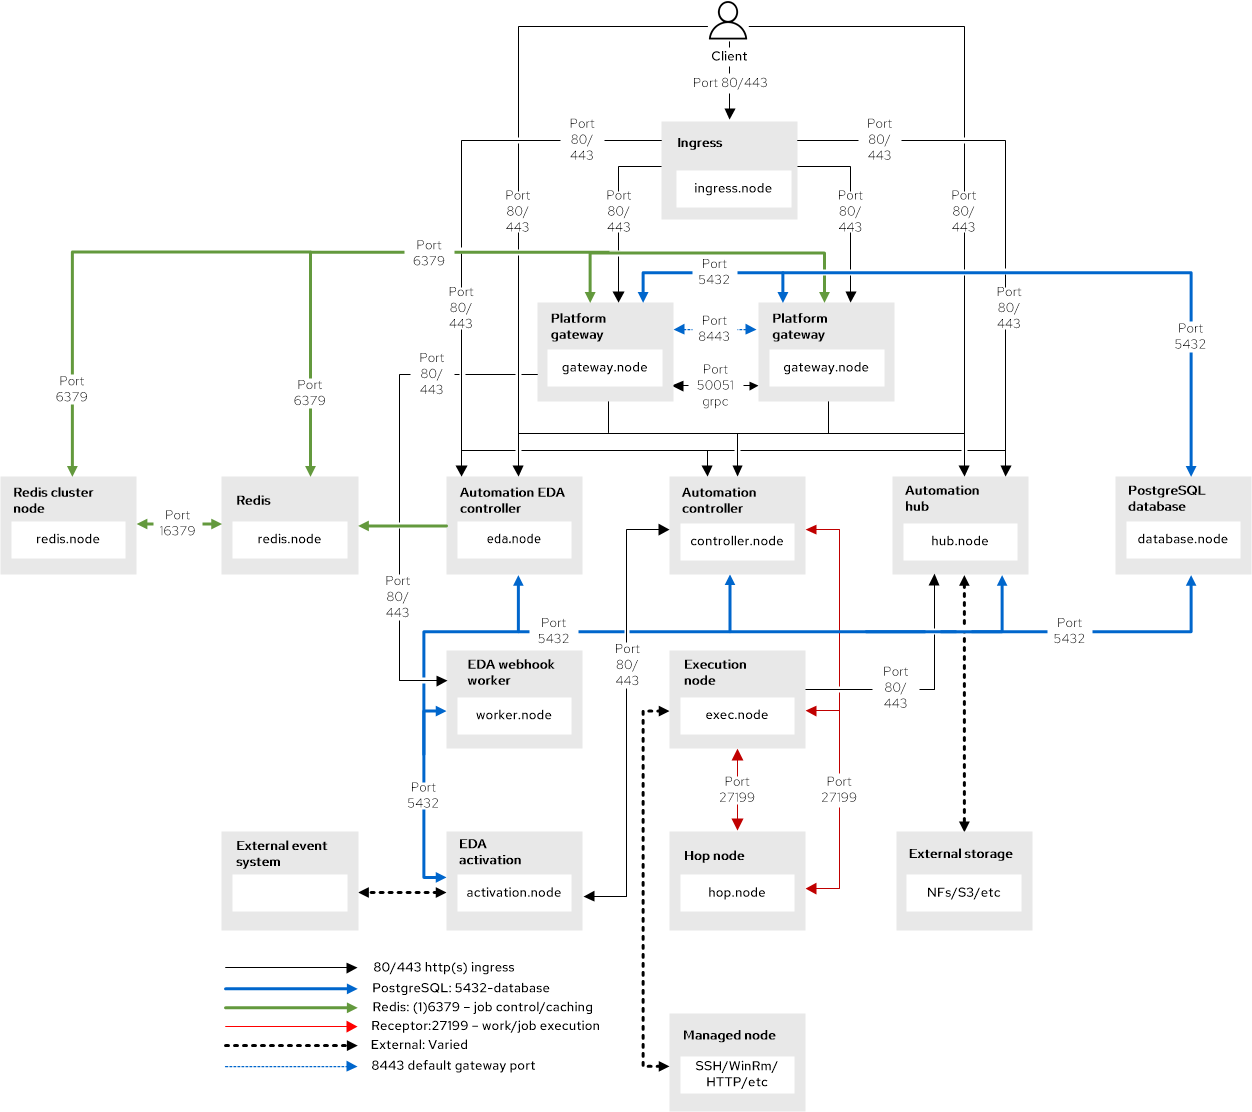 Client
Port 80/443
Port
80/
443
Ingress
ingress.node
Port
80/
443
Port
80/
443
Port
80/
443
Port
80/
443
Port
80/
443
Port
6379
Port
5432
Port
80/
443
Port
80/
443
Platform
gateway
gateway.node
Port
8443
Port
50051
grpc
Platform
gateway
gateway.node
Port
5432
Port
80/
443
Port
6379
Port
6379
Redis cluster
node
redis.node
Port
16379
Redis
redis.node
Automation EDA
controller
eda.node
Automation
controller
controller.node
Automation
hub
hub.node
PostgreSQL
database
database.node
Port
80/
443
Port
5432
Port
5432
Port
80/
443
EDA webhook
worker
worker.node
Execution
node
exec.node
Port
80/
443
Port
5432
Port
27199
Port
27199
External event
system
EDA
activation
activation.node
Hop node
hop.node
External storage
NFs/S3/etc
80/443 http(s) ingress
PostgreSQL: 5432-database
Redis: (1)6379 – job control/caching
Receptor:27199 – work/job execution
External: Varied
8443 default gateway port
Managed node
SSH/WinRm/
HTTP/etc